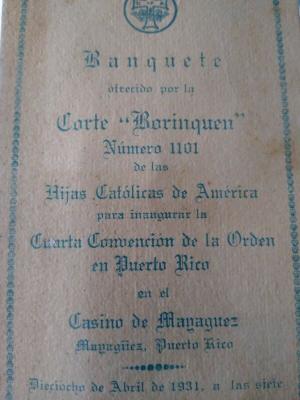 Banquete
ofrecido por la
Corte "Borinquen"
Número 1101
de las
Hijas Católicas de América
para inaugurar la
Cuarta Convención de la Orden
en Puerto Rico
en el
Casino de Mayaguez
Mayagüez, Puerto Rico
Dieciocho de Abril de 1931, a las siete